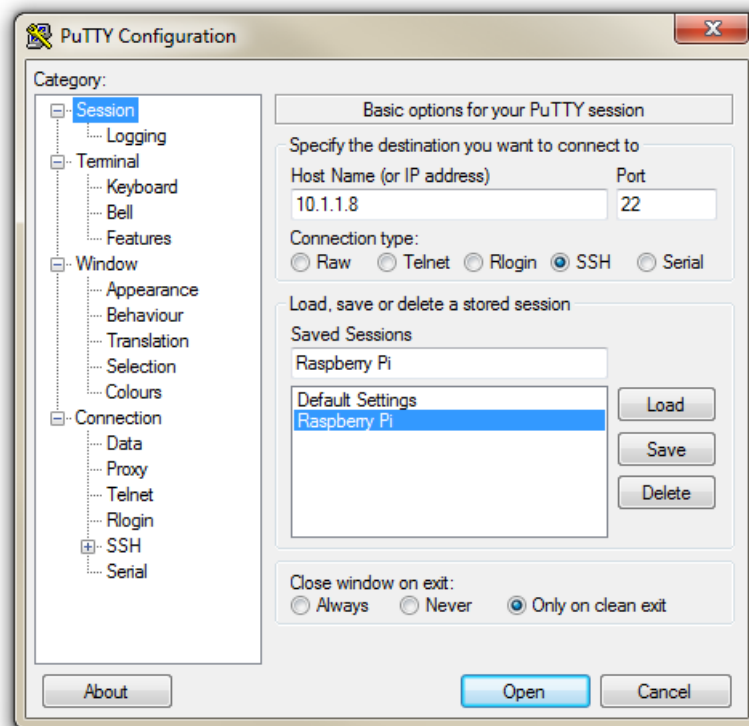 PuTTY Configuration
Category:
Session
Logging
Terminal
Keyboard
Bell
Features
Window
Appearance
Behaviour
Translation
Selection
Colours
Connection
Data
Proxy
Telnet
Rlogin
SSH
Serial
Basic options for your PuTTY session
Specify the destination you want to connect to
Host Name (or IP address) Port
10.1.1.8 22
Connection type:
Raw Telnet Rlogin SSH Serial
Load, save or delete a stored session
Saved Sessions
Raspberry Pi
Default Settings
Raspberry Pi
Load
Save
Delete
Close window on exit:
Always Never Only on clean exit
About Open Cancel